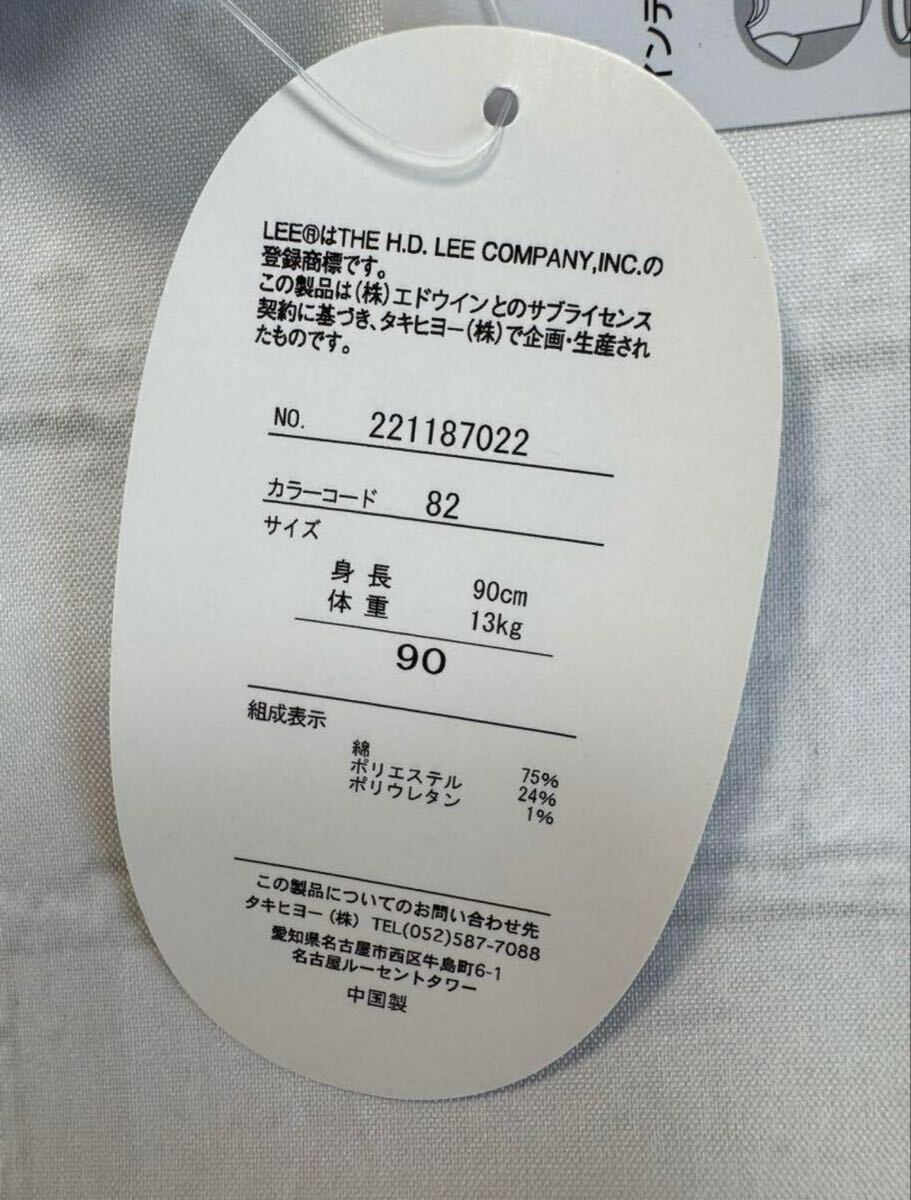 インテ
LEE®はTHE H.D. LEE COMPANY,INC.の
登録商標です。
この製品は(株)エドウインとのサブライセンス
契約に基づき、タキヒヨー(株)で企画・生産され
たものです。
NO. 221187022
カラーコード 82
サイズ
身長 90cm
体重 13kg
90
組成表示
綿 75%
ポリエステル 24%
ポリウレタン 1%
この製品についてのお問い合わせ先
タキヒヨー(株) TEL(052)587-7088
愛知県名古屋市西区牛島町6-1
名古屋ルーセントタワー
中国製